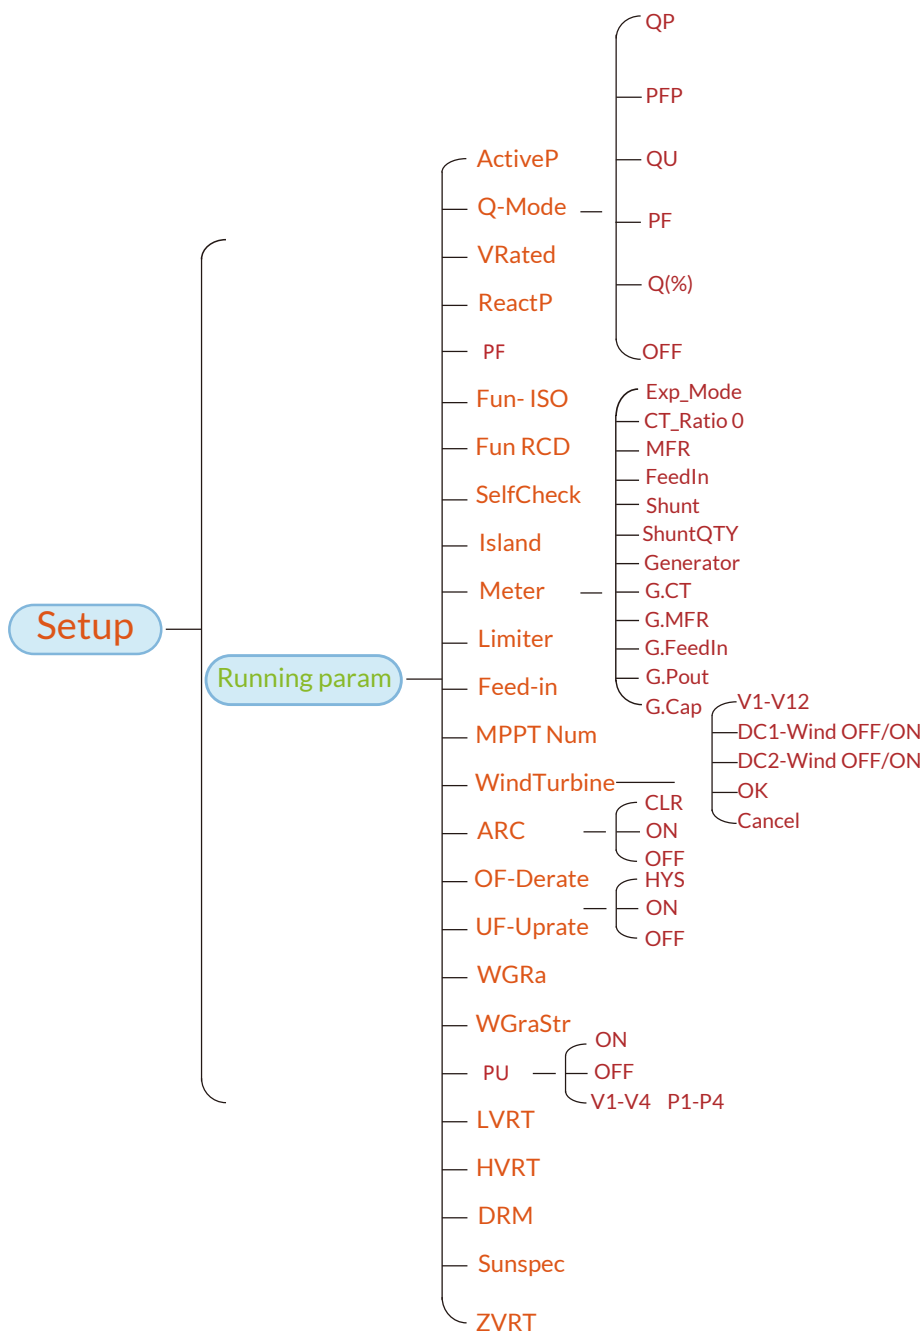 Setup
Running param
ActiveP
Q-Mode
QP
PFP
QU
PF
Q(%)
OFF
VRated
ReactP
PF
Fun- ISO
Fun RCD
SelfCheck
Island
Meter
Exp_Mode
CT_Ratio 0
MFR
FeedIn
Shunt
ShuntQTY
Generator
G.CT
G.MFR
G.FeedIn
G.Pout
G.Cap
Limiter
Feed-in
MPPT Num
WindTurbine
V1-V12
DC1-Wind OFF/ON
DC2-Wind OFF/ON
OK
Cancel
ARC
CLR
ON
OFF
OF-Derate
UF-Uprate
HYS
ON
OFF
WGRa
WGraStr
PU
ON
OFF
V1-V4 P1-P4
LVRT
HVRT
DRM
Sunspec
ZVRT